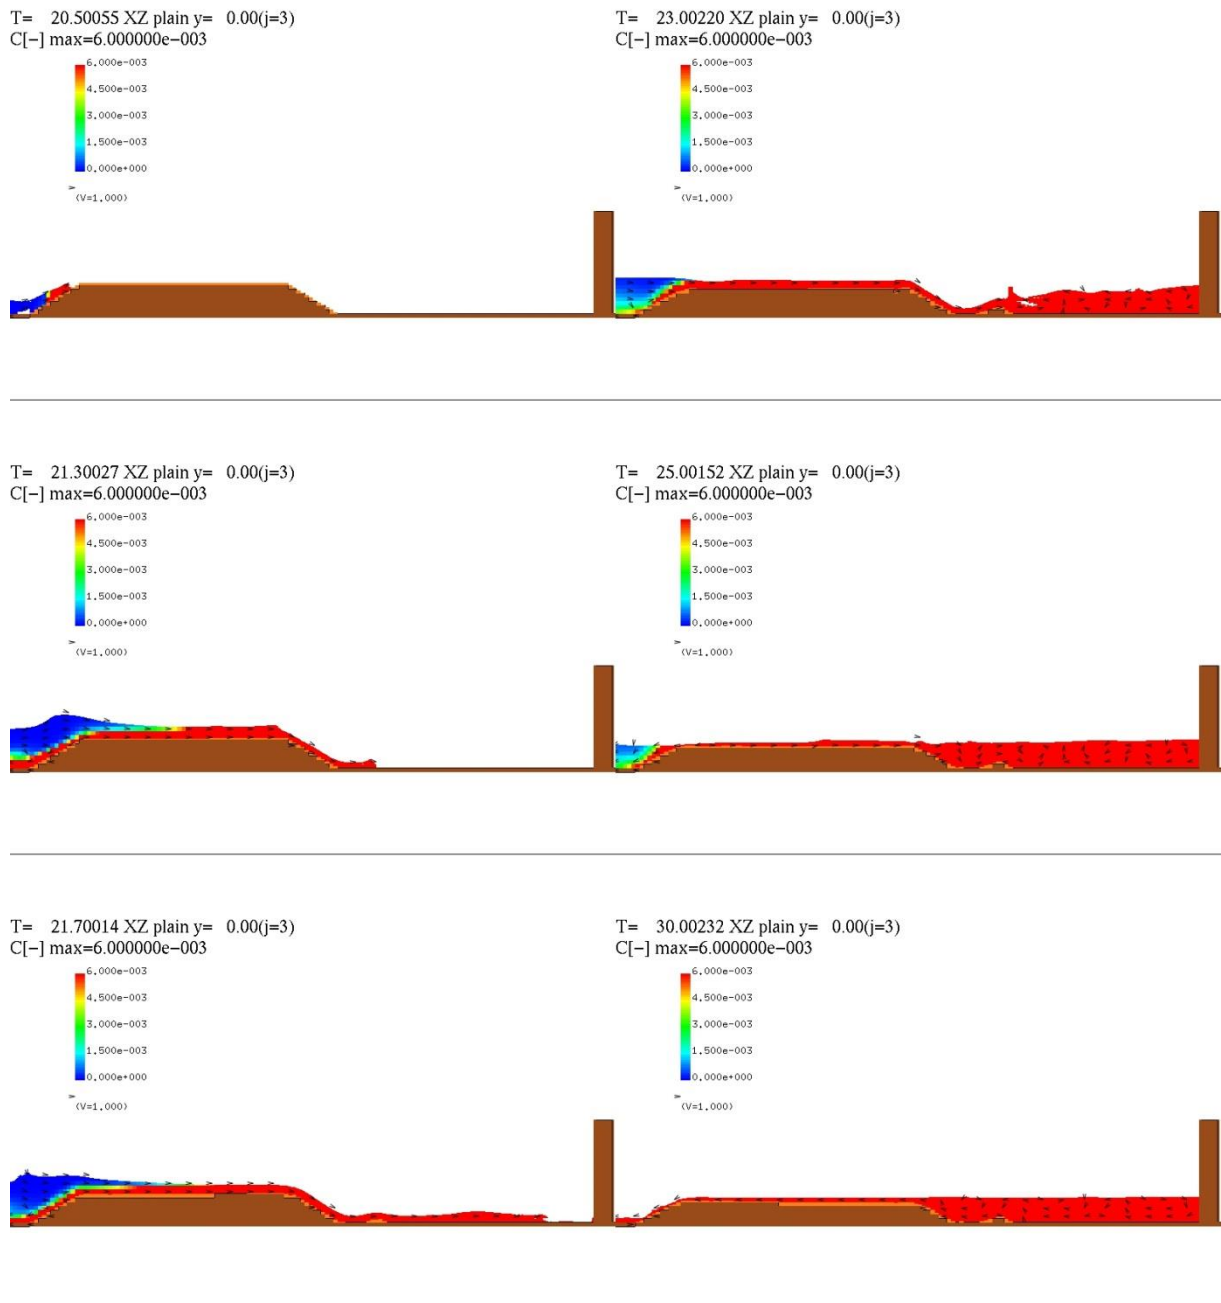 T= 20.50055 XZ plain y= 0.00(j=3)
C[−] max=6.000000e−003
6.000e-003
4.500e-003
3.000e-003
1.500e-003
0.000e+000
(V=1.000)
T= 23.00220 XZ plain y= 0.00(j=3)
C[−] max=6.000000e−003
6.000e-003
4.500e-003
3.000e-003
1.500e-003
0.000e+000
(V=1.000)
T= 21.30027 XZ plain y= 0.00(j=3)
C[−] max=6.000000e−003
6.000e-003
4.500e-003
3.000e-003
1.500e-003
0.000e+000
(V=1.000)
T= 25.00152 XZ plain y= 0.00(j=3)
C[−] max=6.000000e−003
6.000e-003
4.500e-003
3.000e-003
1.500e-003
0.000e+000
(V=1.000)
T= 21.70014 XZ plain y= 0.00(j=3)
C[−] max=6.000000e−003
6.000e-003
4.500e-003
3.000e-003
1.500e-003
0.000e+000
(V=1.000)
T= 30.00232 XZ plain y= 0.00(j=3)
C[−] max=6.000000e−003
6.000e-003
4.500e-003
3.000e-003
1.500e-003
0.000e+000
(V=1.000)